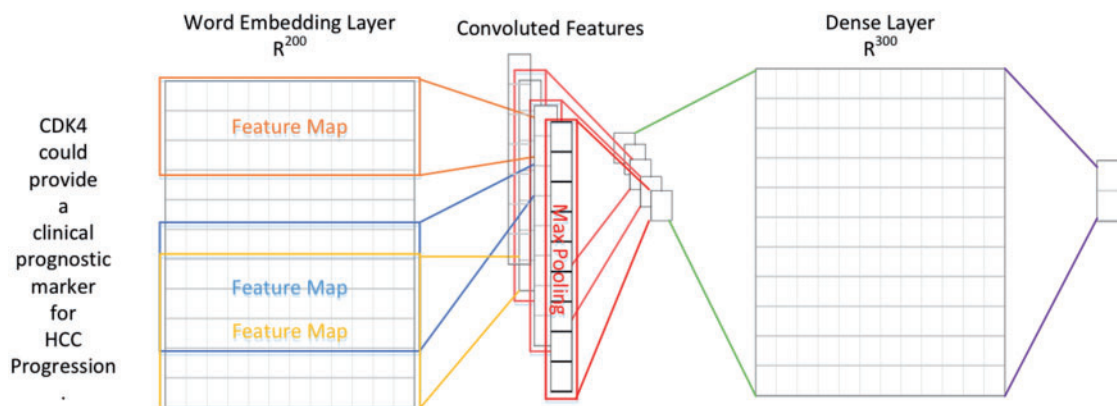 Word Embedding Layer
R200
Convoluted Features
Dense Layer
R300
CDK4
could
provide
a
clinical
prognostic
marker
for
HCC
Progression
.
Feature Map
Feature Map
Feature Map
Max Pooling